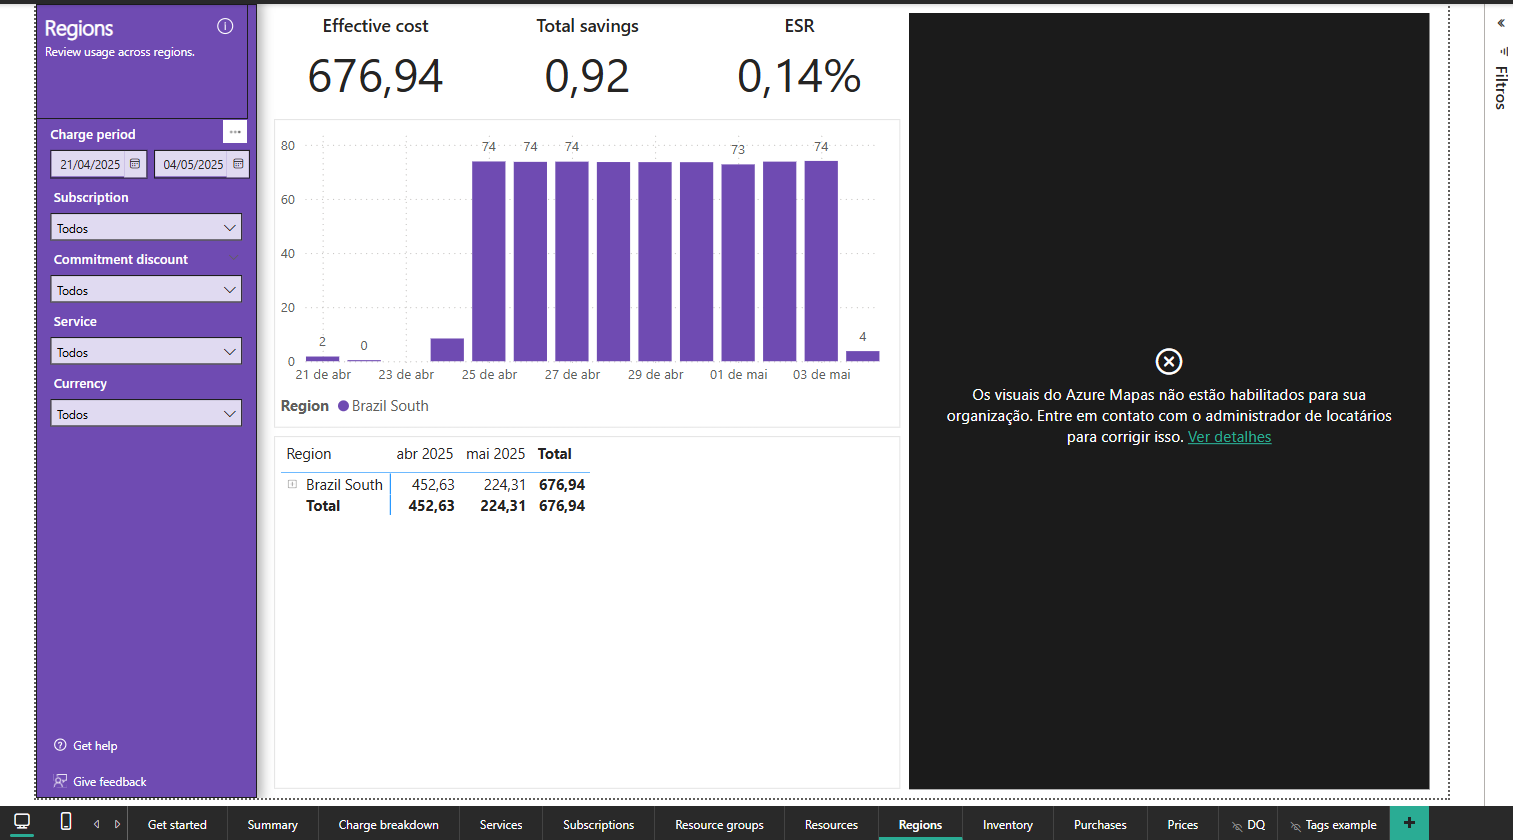 Regions
Review usage across regions.
Charge period
21/04/2025 04/05/2025
Subscription
Todos
Commitment discount
Todos
Service
Todos
Currency
Todos
Get help
Give feedback
Effective cost
676,94
Total savings
0,92
ESR
0,14%
80
60
40
20
0
2 0 74 74 74 73 74 4
21 de abr 23 de abr 25 de abr 27 de abr 29 de abr 01 de mai 03 de mai
Region Brazil South
Region abr 2025 mai 2025 Total
Brazil South 452,63 224,31 676,94
Total 452,63 224,31 676,94
Os visuais do Azure Mapas não estão habilitados para sua
organização. Entre em contato com o administrador de locatários
para corrigir isso. Ver detalhes
Filtros
Get started Summary Charge breakdown Services Subscriptions Resource groups Resources Regions Inventory Purchases Prices DQ Tags example